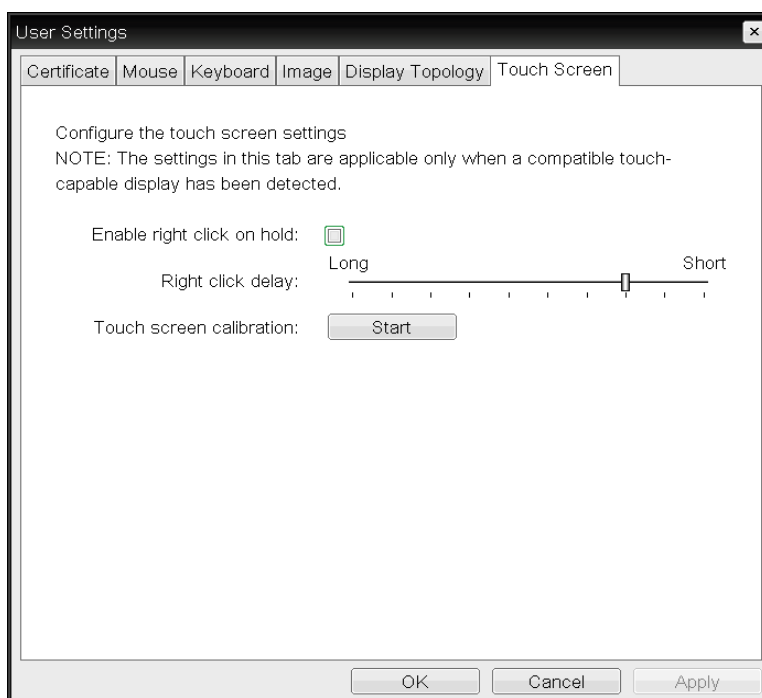 User Settings
Certificate Mouse Keyboard Image Display Topology Touch Screen
Configure the touch screen settings
NOTE: The settings in this tab are applicable only when a compatible touch-
capable display has been detected.
Enable right click on hold:
Long Short
Right click delay:
Touch screen calibration: Start
OK Cancel Apply